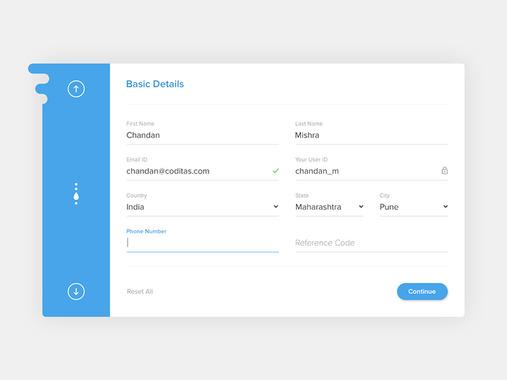 Basic Details
First Name
Last Name
Chandan
Mishra
Email ID
Your User ID
chandan@coditas.com
chandan_m
Country
State
City
India
Maharashtra
Pune
Phone Number
Reference Code
Reset All
Continue